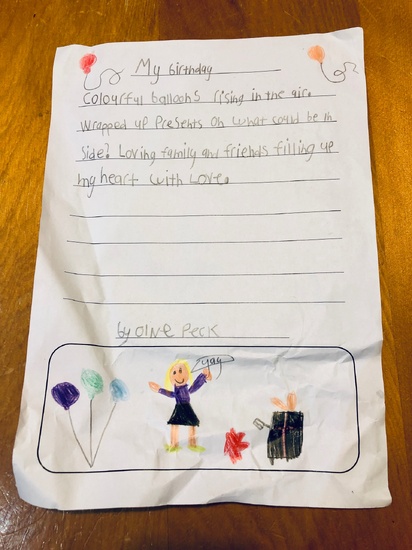 My birthday
Colourful balloons rising in the air.
Wrapped up Presents oh what could be in
side? Loving family and friends filling up
my heart with Love.
by Olive Peck
yay